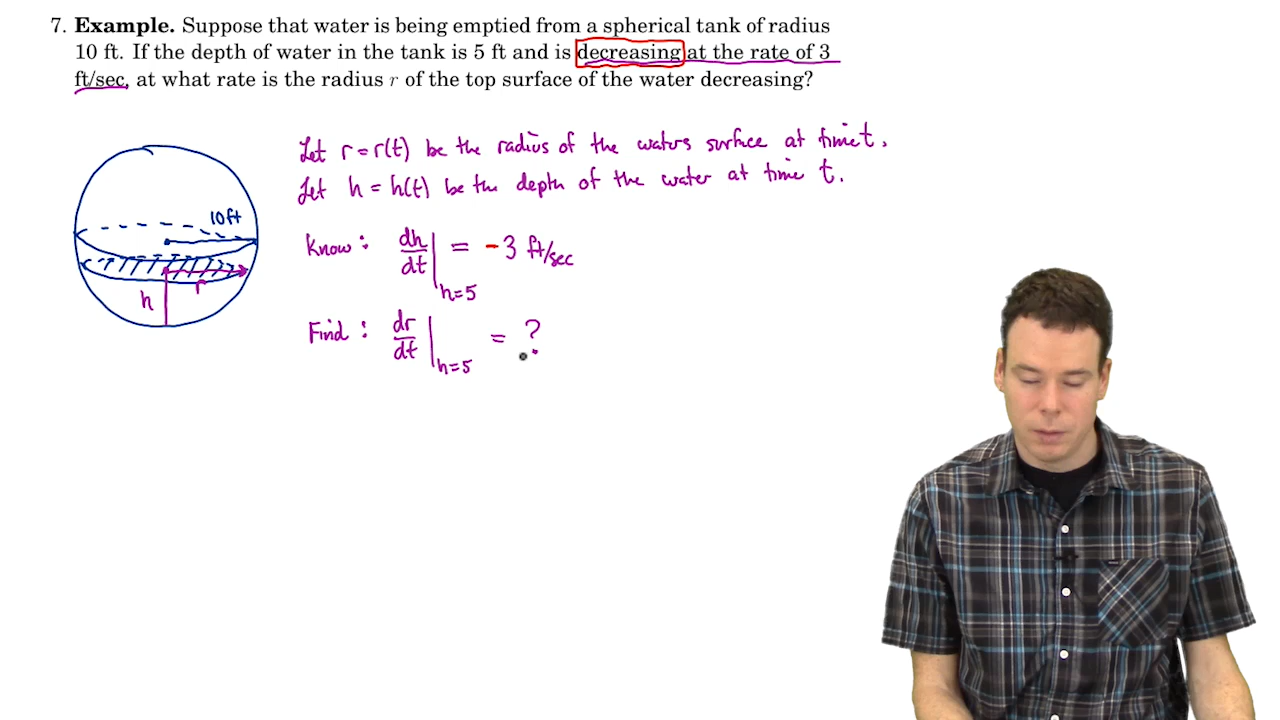 7. Example. Suppose that water is being emptied from a spherical tank of radius
10 ft. If the depth of water in the tank is 5 ft and is decreasing at the rate of 3
ft/sec, at what rate is the radius r of the top surface of the water decreasing?
Let r = r(t) be the radius of the waters surface at time t.
Let h = h(t) be the depth of the water at time t.
10 ft
r
h
Know: dh/dt |h=5 = -3 ft/sec
Find: dr/dt |h=5 = ?